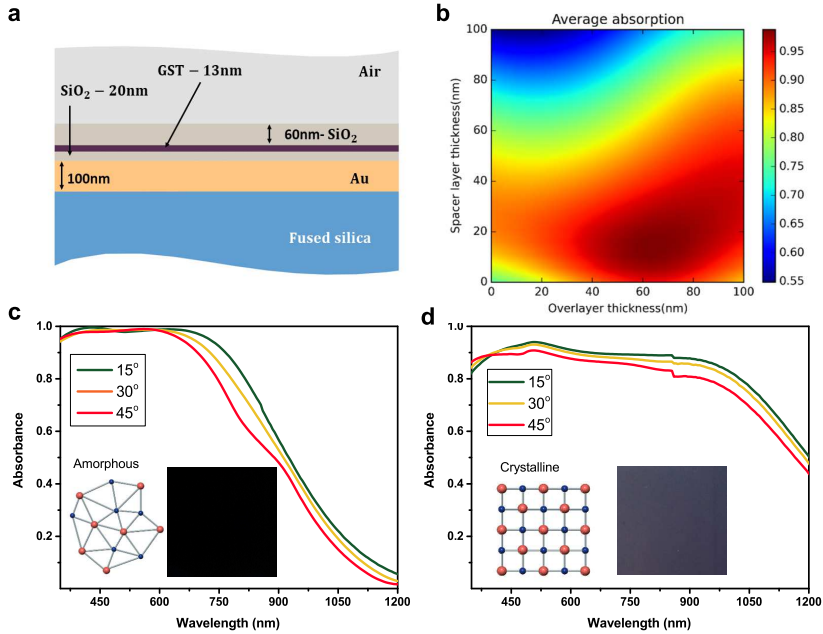 a
Air
GST – 13nm
SiO₂ – 20nm
60nm- SiO₂
100nm
Au
Fused silica
b
Average absorption
Spacer layer thickness(nm)
100
80
60
40
20
0
0 20 40 60 80 100
Overlayer thickness(nm)
0.95
0.90
0.85
0.80
0.75
0.70
0.65
0.60
0.55
c
Absorbance
1.0
0.8
0.6
0.4
0.2
15°
30°
45°
Amorphous
450 600 750 900 1050 1200
Wavelength (nm)
d
Absorbance
1.0
0.8
0.6
0.4
0.2
15°
30°
45°
Crystalline
450 600 750 900 1050 1200
Wavelength (nm)